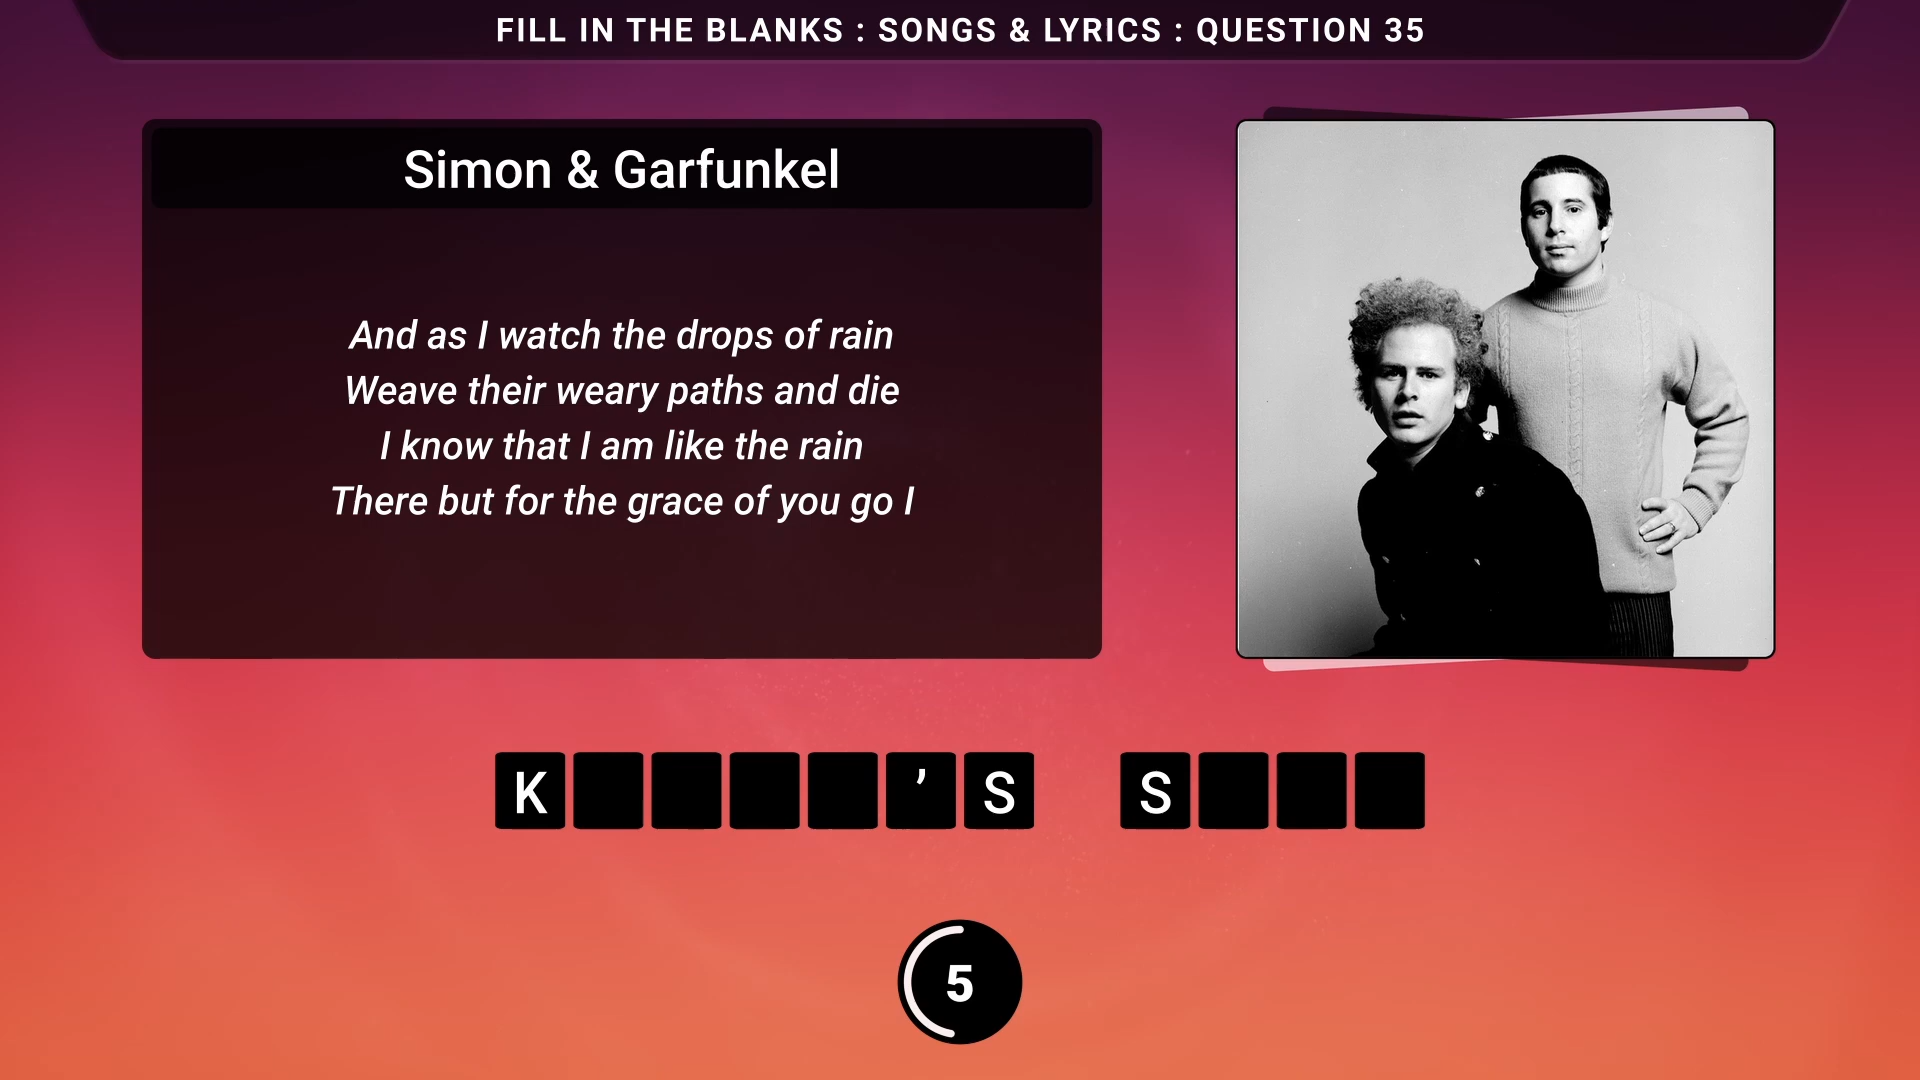 FILL IN THE BLANKS : SONGS & LYRICS : QUESTION 35
Simon & Garfunkel
And as I watch the drops of rain
Weave their weary paths and die
I know that I am like the rain
There but for the grace of you go I
K ’S S
5